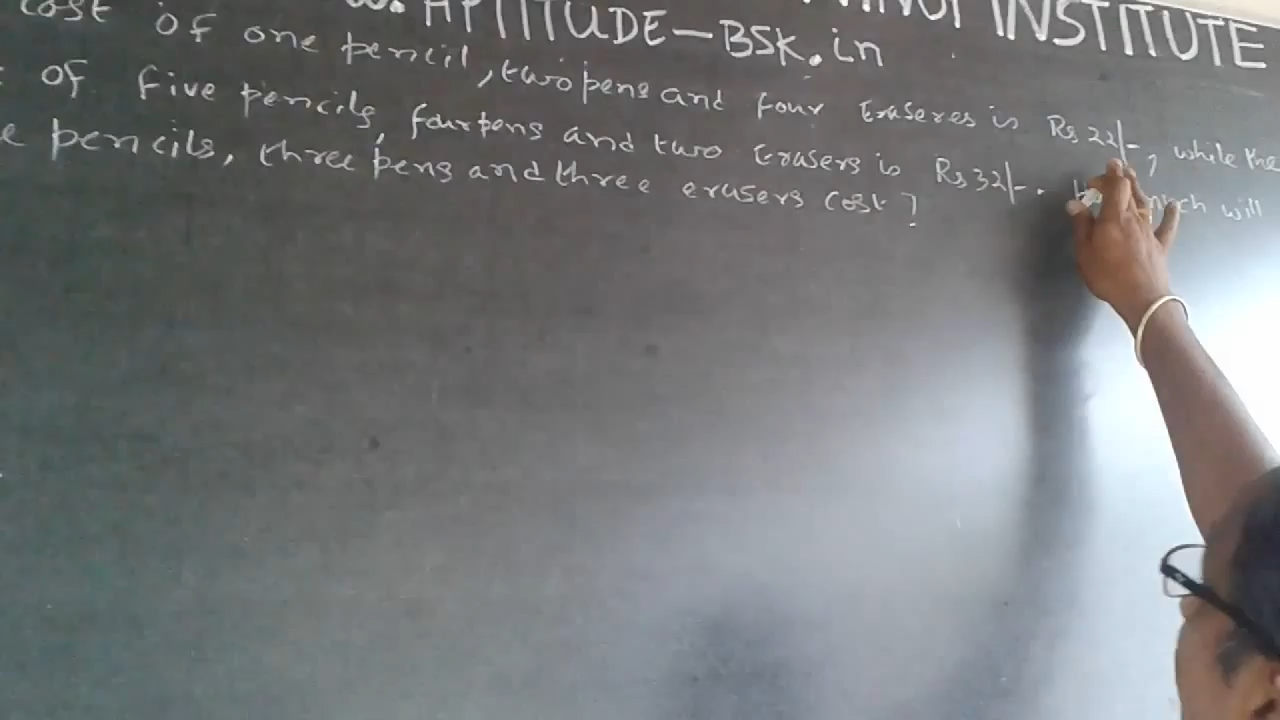 APTITUDE-BSK.in INSTITUTE
cost of one pencil, two pens and four Eraseres is Rs 22/-, while the
of five pencils, four pens and two Erasers is Rs 32/-. much will
pencils, three pens and three erasers cost?